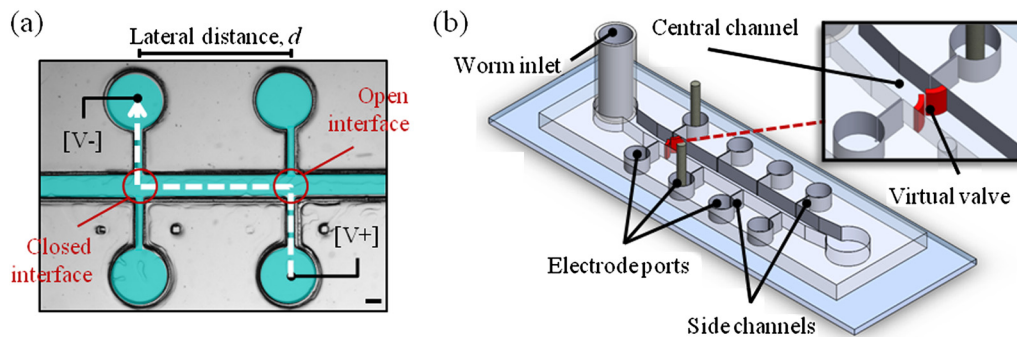 (a)
Lateral distance, d
[V-]
Open
interface
Closed
interface
[V+]
(b)
Worm inlet
Central channel
Virtual valve
Electrode ports
Side channels